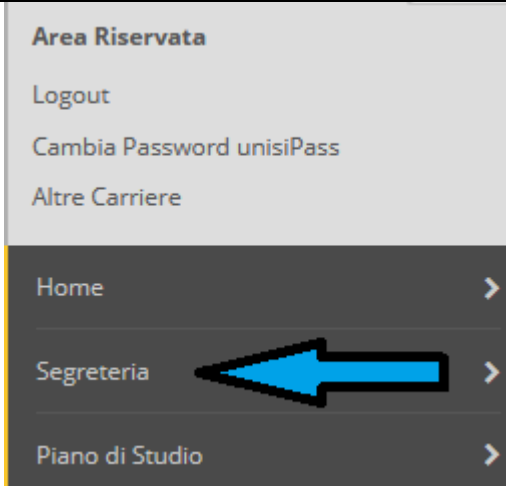 Area Riservata
Logout
Cambia Password unisiPass
Altre Carriere
Home
Segreteria
Piano di Studio